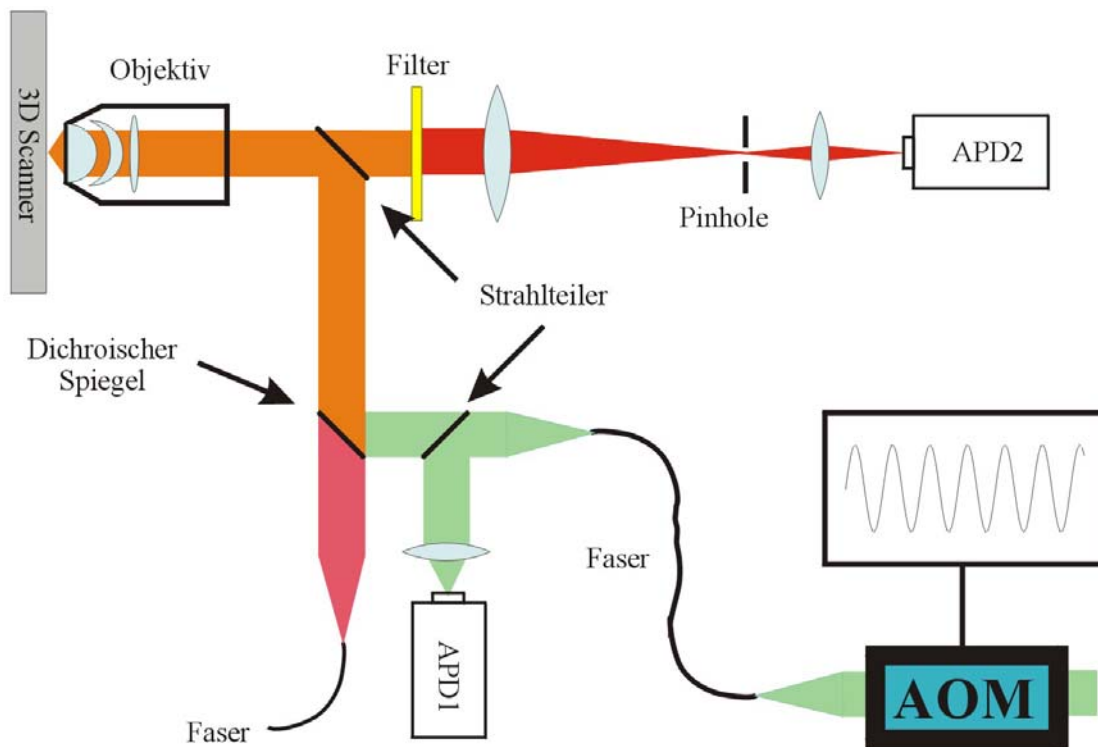 3D Scanner
Objektiv
Filter
APD2
Pinhole
Strahlteiler
Dichroischer
Spiegel
Faser
APD1
Faser
AOM